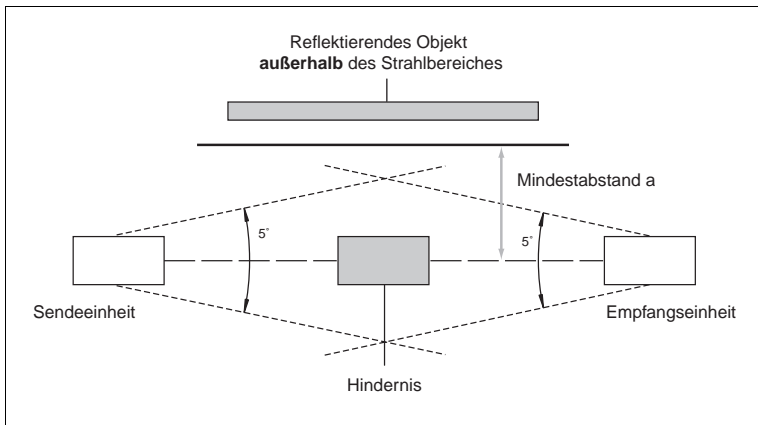 Reflektierendes Objekt
außerhalb des Strahlbereiches
Mindestabstand a
5°
5°
Sendeeinheit
Empfangseinheit
Hindernis